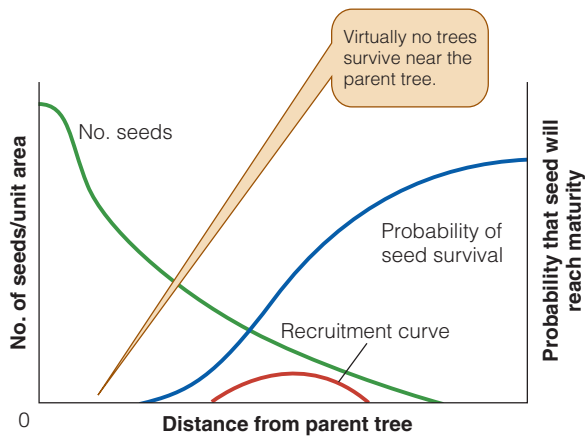 Virtually no trees
survive near the
parent tree.
No. seeds
No. of seeds/unit area
Probability that seed will
reach maturity
Probability of
seed survival
Recruitment curve
0
Distance from parent tree